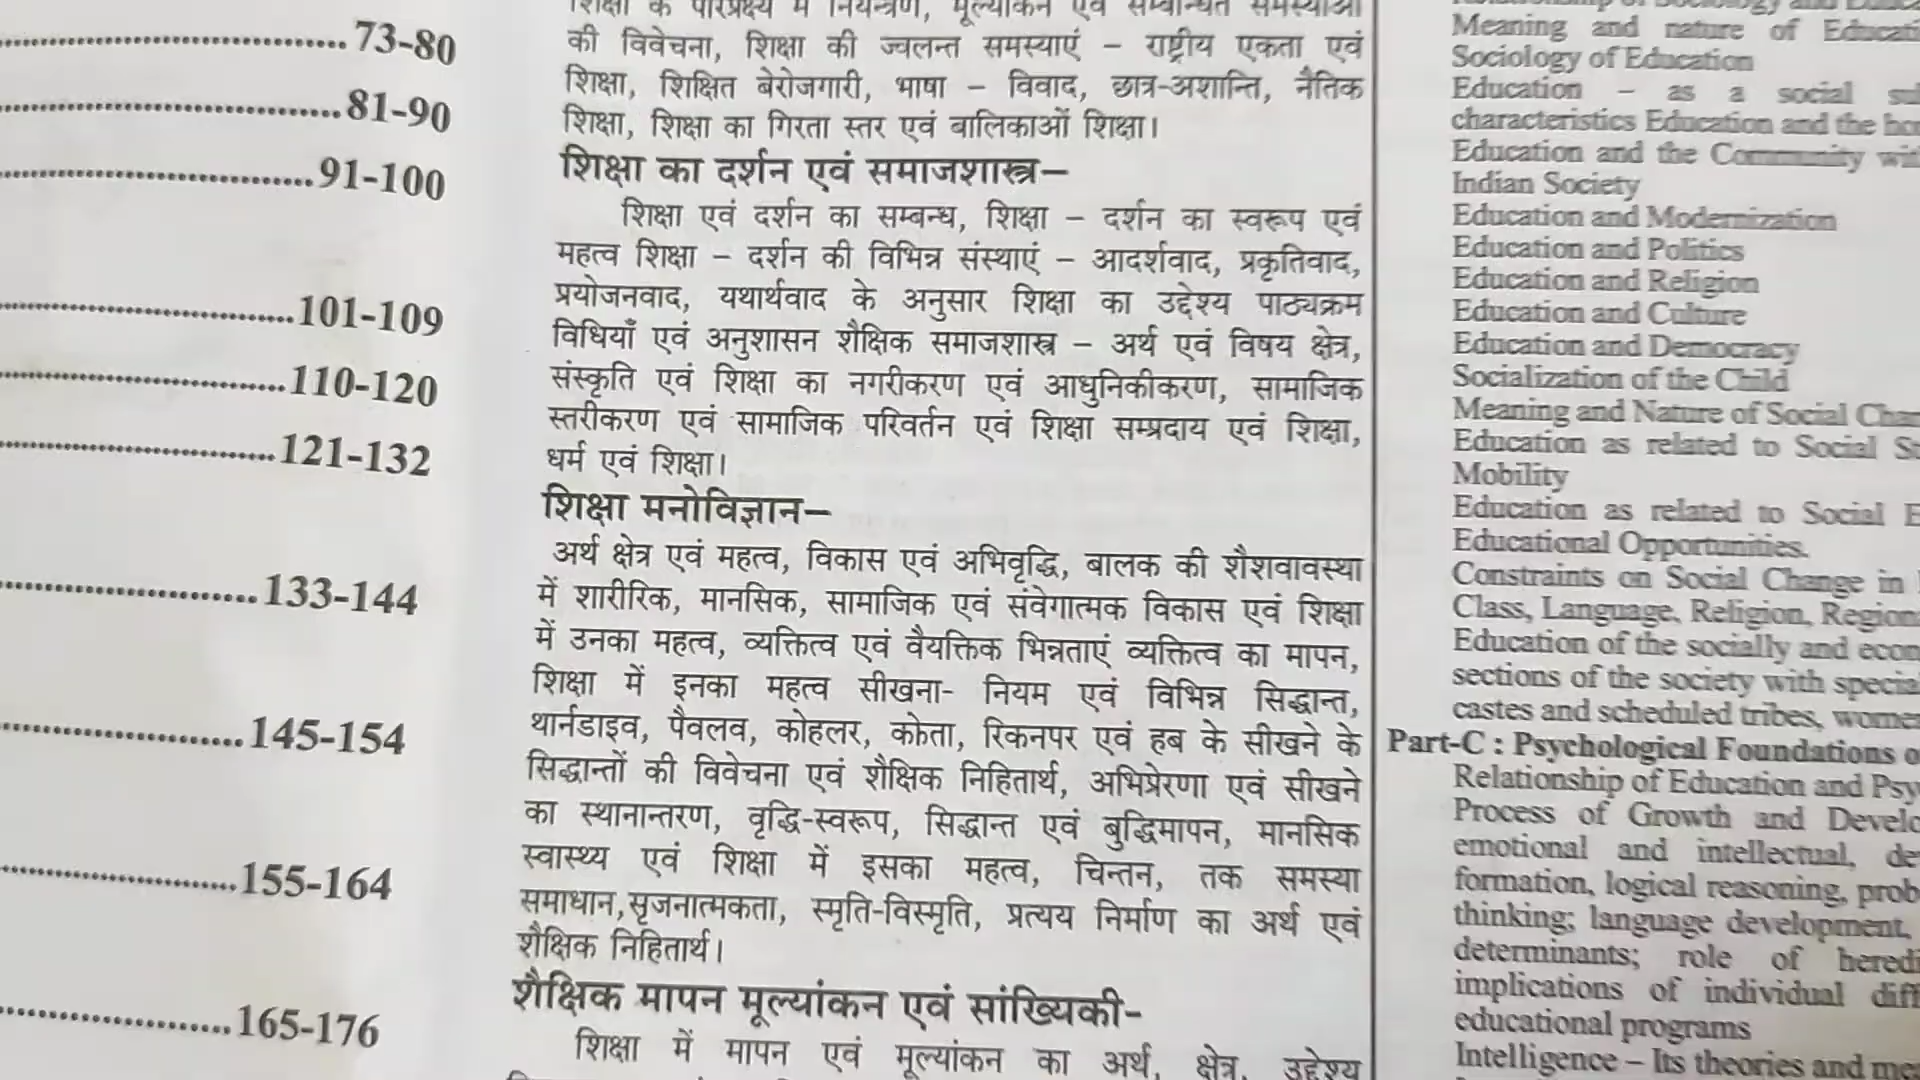 73-80
81-90
91-100
101-109
110-120
121-132
133-144
145-154
155-164
165-176
शिक्षा के परिप्रेक्ष्य में नियन्त्रण, मूल्यांकन एवं सम्बन्धित समस्याओं
की विवेचना, शिक्षा की ज्वलन्त समस्याएं – राष्ट्रीय एकता एवं
शिक्षा, शिक्षित बेरोजगारी, भाषा – विवाद, छात्र-अशान्ति, नैतिक
शिक्षा, शिक्षा का गिरता स्तर एवं बालिकाओं शिक्षा।
शिक्षा का दर्शन एवं समाजशास्त्र–
शिक्षा एवं दर्शन का सम्बन्ध, शिक्षा – दर्शन का स्वरूप एवं
महत्व शिक्षा – दर्शन की विभिन्न संस्थाएं – आदर्शवाद, प्रकृतिवाद,
प्रयोजनवाद, यथार्थवाद के अनुसार शिक्षा का उद्देश्य पाठ्यक्रम
विधियाँ एवं अनुशासन शैक्षिक समाजशास्त्र – अर्थ एवं विषय क्षेत्र,
संस्कृति एवं शिक्षा का नगरीकरण एवं आधुनिकीकरण, सामाजिक
स्तरीकरण एवं सामाजिक परिवर्तन एवं शिक्षा सम्प्रदाय एवं शिक्षा,
धर्म एवं शिक्षा।
शिक्षा मनोविज्ञान–
अर्थ क्षेत्र एवं महत्व, विकास एवं अभिवृद्धि, बालक की शैशवावस्था
में शारीरिक, मानसिक, सामाजिक एवं संवेगात्मक विकास एवं शिक्षा
में उनका महत्व, व्यक्तित्व एवं वैयक्तिक भिन्नताएं व्यक्तित्व का मापन,
शिक्षा में इनका महत्व सीखना- नियम एवं विभिन्न सिद्धान्त,
थार्नडाइव, पैवलव, कोहलर, कोता, रिकनपर एवं हब के सीखने के
सिद्धान्तों की विवेचना एवं शैक्षिक निहितार्थ, अभिप्रेरणा एवं सीखने
का स्थानान्तरण, वृद्धि-स्वरूप, सिद्धान्त एवं बुद्धिमापन, मानसिक
स्वास्थ्य एवं शिक्षा में इसका महत्व, चिन्तन, तक समस्या
समाधान,सृजनात्मकता, स्मृति-विस्मृति, प्रत्यय निर्माण का अर्थ एवं
शैक्षिक निहितार्थ।
शैक्षिक मापन मूल्यांकन एवं सांख्यिकी-
शिक्षा में मापन एवं मूल्यांकन का अर्थ, क्षेत्र, उद्देश्य
Meaning and nature of
Sociology of Education
Education – as a social
characteristics Education and the
Education and the Community
Indian Society
Education and Modernization
Education and Politics
Education and Religion
Education and Culture
Education and Democracy
Socialization of the Child
Meaning and Nature of Social
Education as related to Social
Mobility
Education as related to Social
Educational Opportunities.
Constraints on Social Change in
Class, Language, Religion,
Education of the socially and
sections of the society with
castes and scheduled tribes,
Part-C : Psychological Foundations
Relationship of Education and
Process of Growth and
emotional and intellectual,
formation, logical reasoning,
thinking; language development,
determinants; role of
implications of individual
educational programs
Intelligence – Its theories and